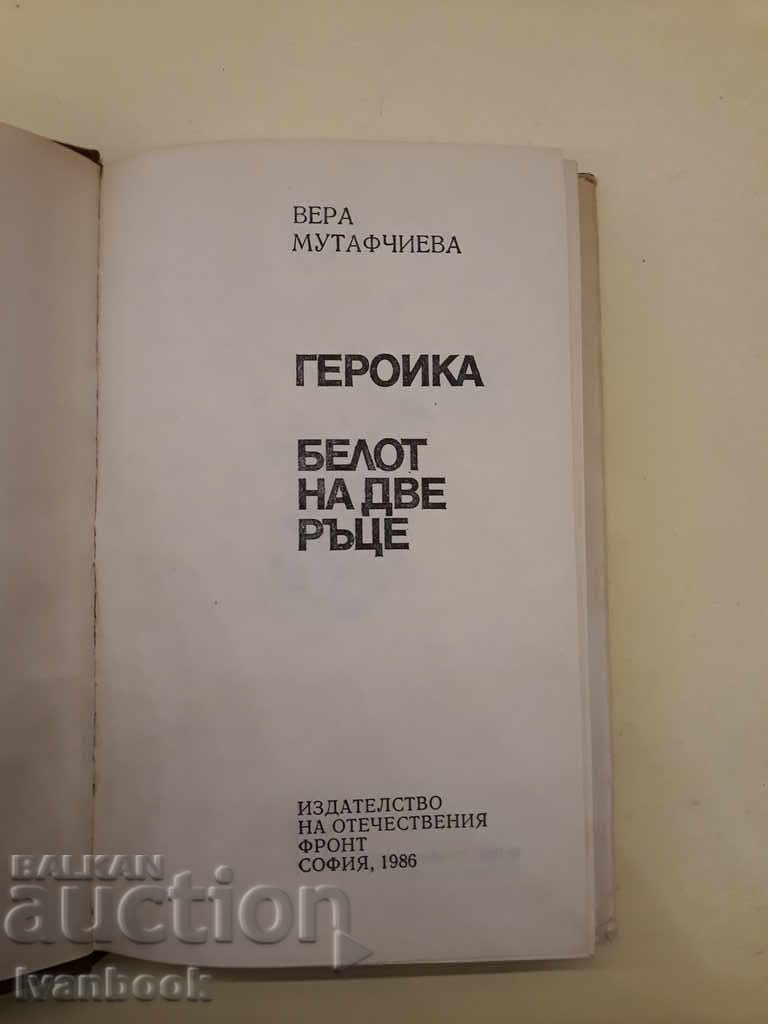 ВЕРА
МУТАФЧИЕВА
ГЕРОИКА
БЕЛОТ
НА ДВЕ
РЪЦЕ
ИЗДАТЕЛСТВО
НА ОТЕЧЕСТВЕНИЯ
ФРОНТ
СОФИЯ, 1986
BALKAN
auction
Ivanbook